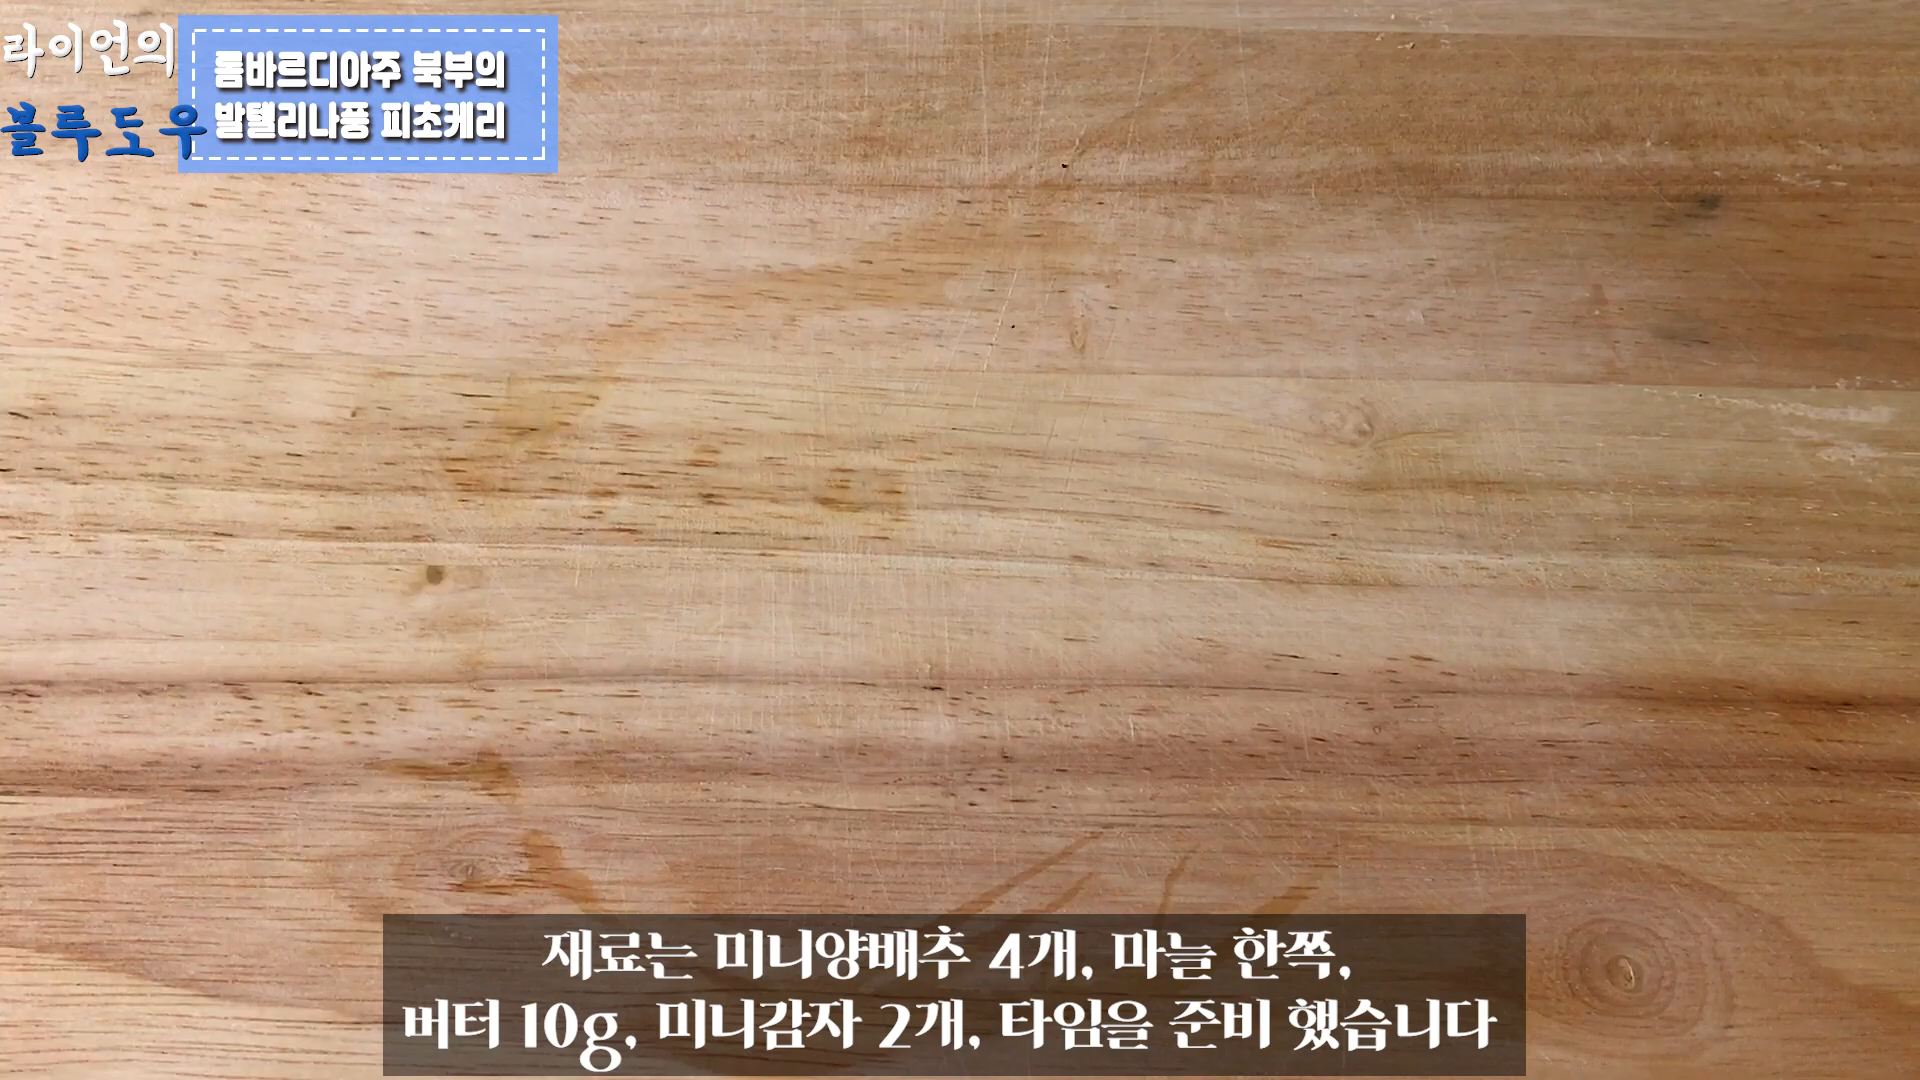 라이언의
블루도우
롬바르디아주 북부의
발텔리나풍 피초케리
재료는 미니양배추 4개, 마늘 한쪽,
버터 10g, 미니감자 2개, 타임을 준비 했습니다